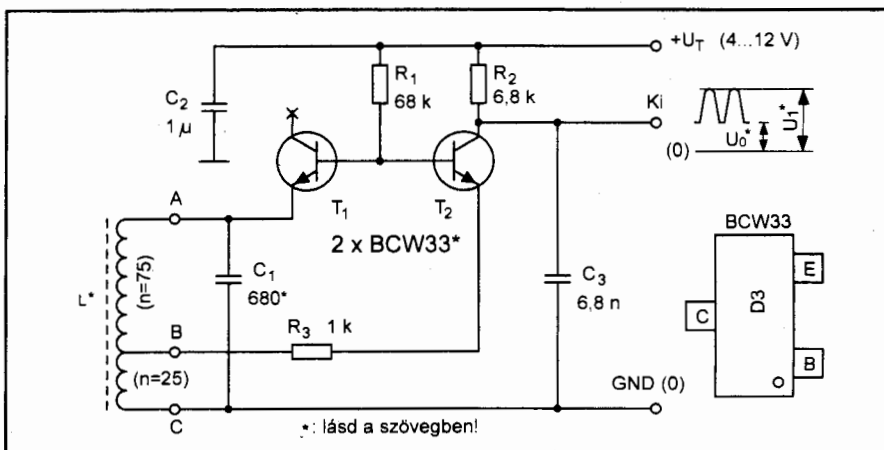 +U_T (4...12 V)
R₁
68 k
R₂
6,8 k
C₂
1 µ
Ki
(0)
U₀*
U₁*
A
T₁
T₂
2 x BCW33*
BCW33
E
D3
C
B
L*
(n=75)
C₁
680*
C₃
6,8 n
B
R₃ 1 k
(n=25)
C
GND (0)
*: lásd a szövegben!